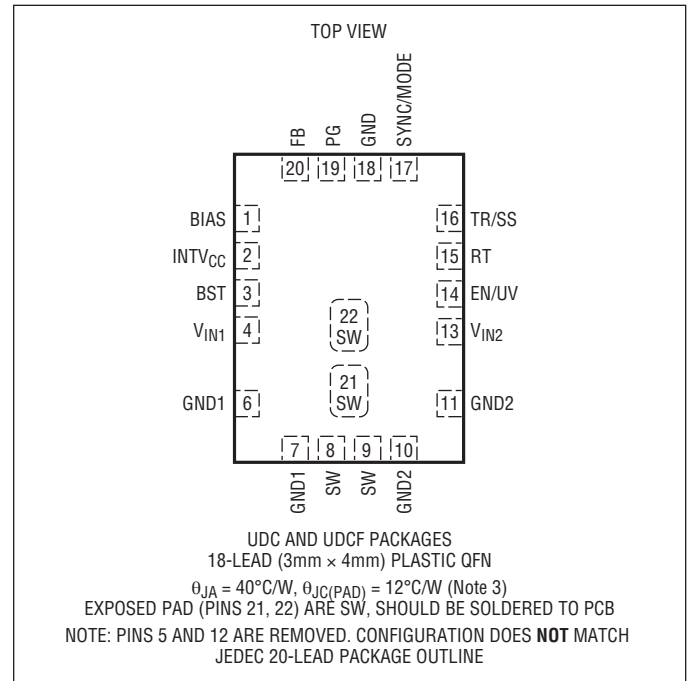 TOP VIEW
FB
PG
GND
SYNC/MODE
20
19
18
17
BIAS 1
16 TR/SS
INTVCC 2
15 RT
BST 3
14 EN/UV
VIN1 4
22
SW
13 VIN2
21
SW
GND1 6
11 GND2
7
8
9
10
GND1
SW
SW
GND2
UDC AND UDCF PACKAGES
18-LEAD (3mm × 4mm) PLASTIC QFN
θJA = 40°C/W, θJC(PAD) = 12°C/W (Note 3)
EXPOSED PAD (PINS 21, 22) ARE SW, SHOULD BE SOLDERED TO PCB
NOTE: PINS 5 AND 12 ARE REMOVED. CONFIGURATION DOES NOT MATCH
JEDEC 20-LEAD PACKAGE OUTLINE